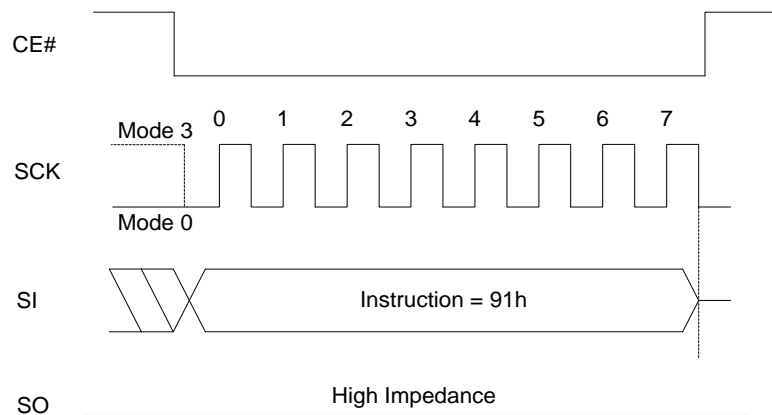 CE#
0 1 2 3 4 5 6 7
Mode 3
SCK
Mode 0
SI
Instruction = 91h
High Impedance
SO